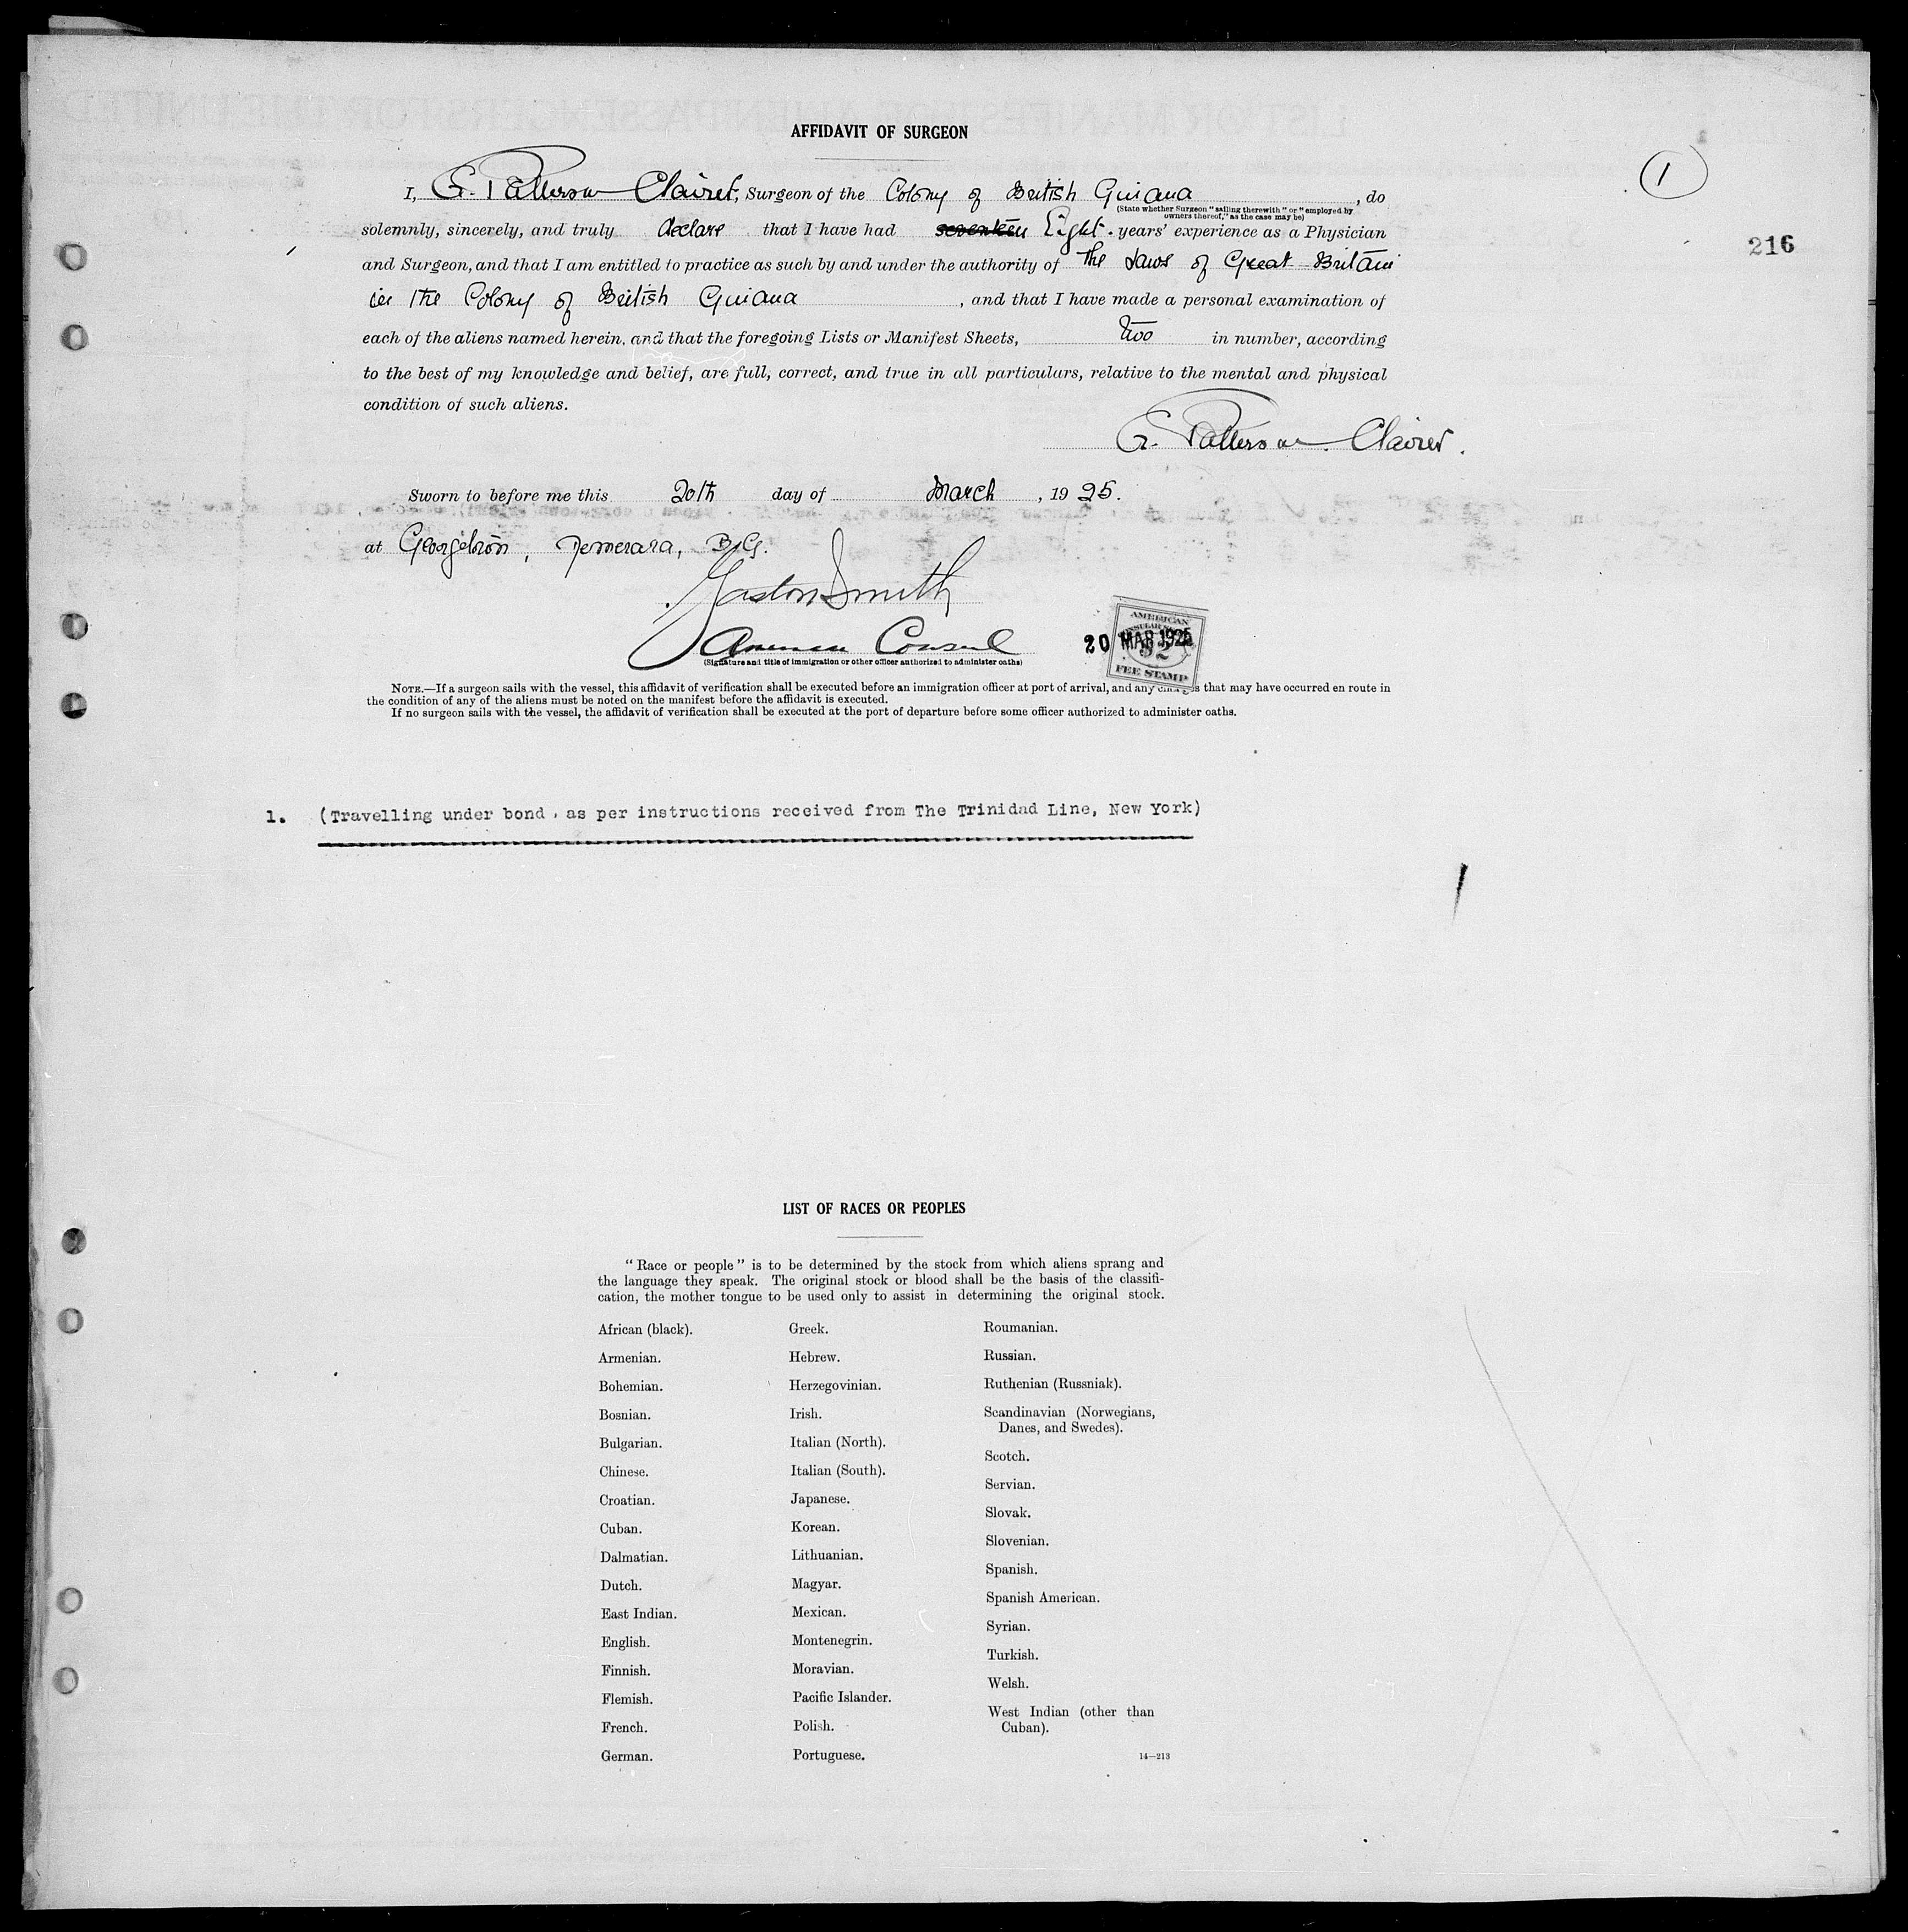 AFFIDAVIT OF SURGEON
1
I, G. Patterson Clairet, Surgeon of the Colony of British Guiana, do
(State whether Surgeon "sailing therewith" or "employed by
owners thereof," as the case may be)
216
solemnly, sincerely, and truly declare that I have had seventeen Eight. years' experience as a Physician
and Surgeon, and that I am entitled to practice as such by and under the authority of the Laws of Great Britain
in the Colony of British Guiana, and that I have made a personal examination of
each of the aliens named herein, and that the foregoing Lists or Manifest Sheets, two in number, according
to the best of my knowledge and belief, are full, correct, and true in all particulars, relative to the mental and physical
condition of such aliens.
G. Patterson Clairet.
Sworn to before me this 20th day of March, 1925.
at Georgetown, Demerara, B.G.
Gaston Smith
American Consul
(Signature and title of immigration or other officer authorized to administer oaths)
AMERICAN
20 MAR 1925
$2
FEE STAMP
NOTE.—If a surgeon sails with the vessel, this affidavit of verification shall be executed before an immigration officer at port of arrival, and any changes that may have occurred en route in
the condition of any of the aliens must be noted on the manifest before the affidavit is executed.
If no surgeon sails with the vessel, the affidavit of verification shall be executed at the port of departure before some officer authorized to administer oaths.
1. (Travelling under bond, as per instructions received from The Trinidad Line, New York)
LIST OF RACES OR PEOPLES
"Race or people" is to be determined by the stock from which aliens sprang and
the language they speak. The original stock or blood shall be the basis of the classifi-
cation, the mother tongue to be used only to assist in determining the original stock.
African (black).
Armenian.
Bohemian.
Bosnian.
Bulgarian.
Chinese.
Croatian.
Cuban.
Dalmatian.
Dutch.
East Indian.
English.
Finnish.
Flemish.
French.
German.
Greek.
Hebrew.
Herzegovinian.
Irish.
Italian (North).
Italian (South).
Japanese.
Korean.
Lithuanian.
Magyar.
Mexican.
Montenegrin.
Moravian.
Pacific Islander.
Polish.
Portuguese.
Roumanian.
Russian.
Ruthenian (Russniak).
Scandinavian (Norwegians,
Danes, and Swedes).
Scotch.
Servian.
Slovak.
Slovenian.
Spanish.
Spanish American.
Syrian.
Turkish.
Welsh.
West Indian (other than
Cuban).
14—213